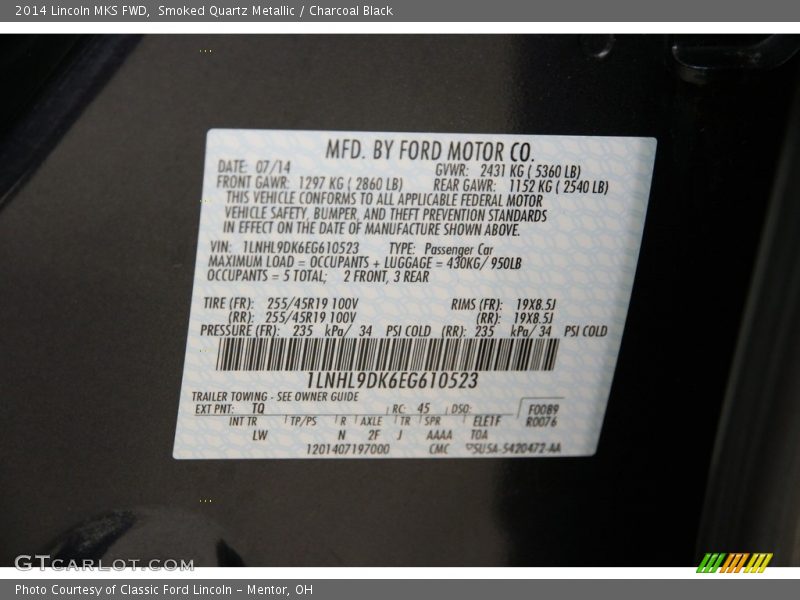 2014 Lincoln MKS FWD,  Smoked Quartz Metallic / Charcoal Black
MFD. BY FORD MOTOR CO.
DATE: 07/14 GVWR: 2431 KG ( 5360 LB)
FRONT GAWR: 1297 KG ( 2860 LB) REAR GAWR: 1152 KG ( 2540 LB)
THIS VEHICLE CONFORMS TO ALL APPLICABLE FEDERAL MOTOR
VEHICLE SAFETY, BUMPER, AND THEFT PREVENTION STANDARDS
IN EFFECT ON THE DATE OF MANUFACTURE SHOWN ABOVE.
VIN: 1LNHL9DK6EG610523 TYPE: Passenger Car
MAXIMUM LOAD = OCCUPANTS + LUGGAGE = 430KG/ 950LB
OCCUPANTS = 5 TOTAL; 2 FRONT, 3 REAR
TIRE (FR): 255/45R19 100V RIMS (FR): 19X8.5J
(RR): 255/45R19 100V (RR): 19X8.5J
PRESSURE (FR): 235 kPa/ 34 PSI COLD (RR): 235 kPa/ 34 PSI COLD
1LNHL9DK6EG610523
TRAILER TOWING - SEE OWNER GUIDE
EXT PNT: TQ RC: 45 DSO: F0089
INT TR TP/PS R AXLE TR SPR ELE1F R0076
LW N 2F J AAAA TOA
1201407197000 CMC 5U5A-5420472-AA
GTCARLOT.COM
Photo Courtesy of Classic Ford Lincoln - Mentor, OH